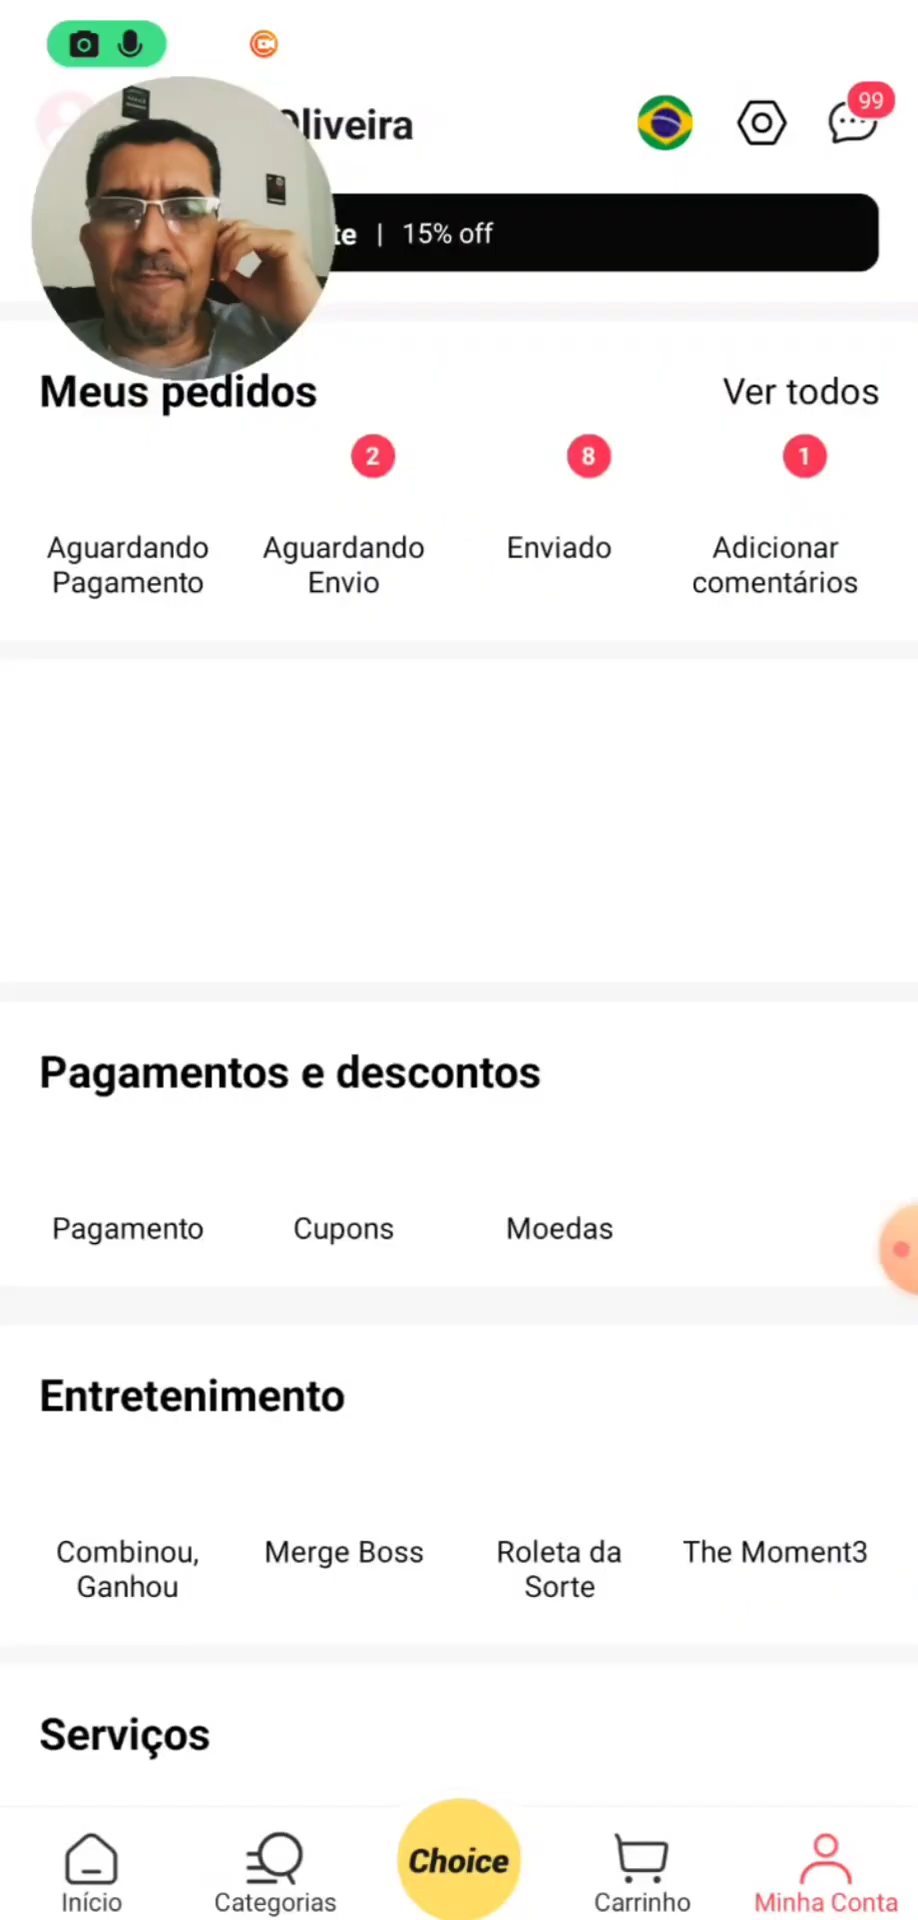 Oliveira
99
te | 15% off
Meus pedidos
Ver todos
2
8
1
Aguardando
Pagamento
Aguardando
Envio
Enviado
Adicionar
comentários
Pagamentos e descontos
Pagamento
Cupons
Moedas
Entretenimento
Combinou,
Ganhou
Merge Boss
Roleta da
Sorte
The Moment3
Serviços
Início
Categorias
Choice
Carrinho
Minha Conta